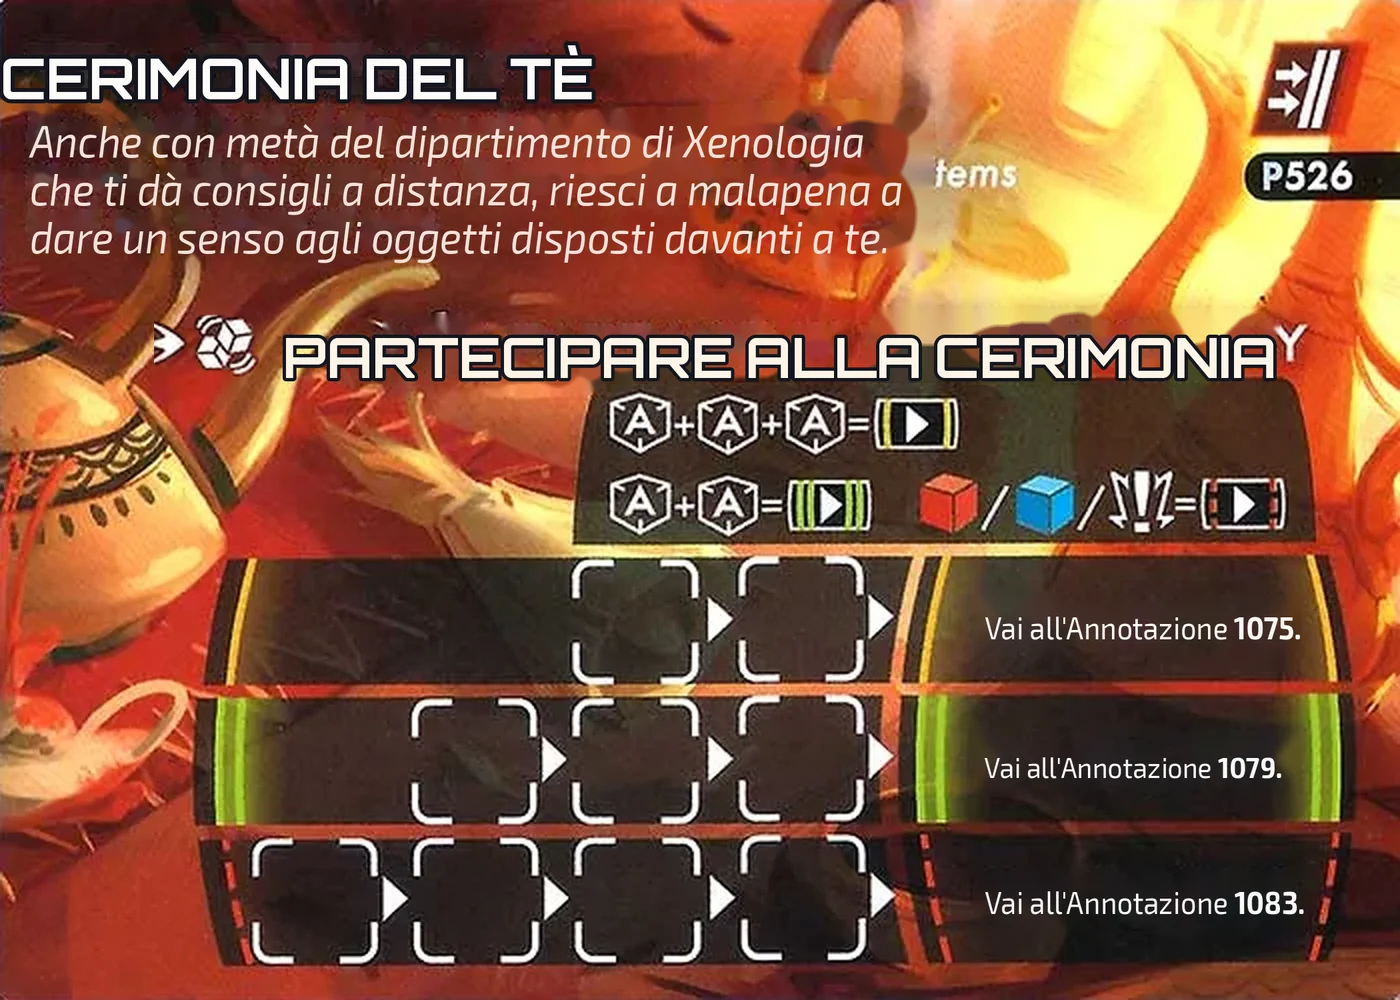 CERIMONIA DEL TÈ
Anche con metà del dipartimento di Xenologia
che ti dà consigli a distanza, riesci a malapena a
dare un senso agli oggetti disposti davanti a te.
tems
P526
PARTECIPARE ALLA CERIMONIAY
A+A+A=
A+A= / / ! =
Vai all'Annotazione 1075.
Vai all'Annotazione 1079.
Vai all'Annotazione 1083.